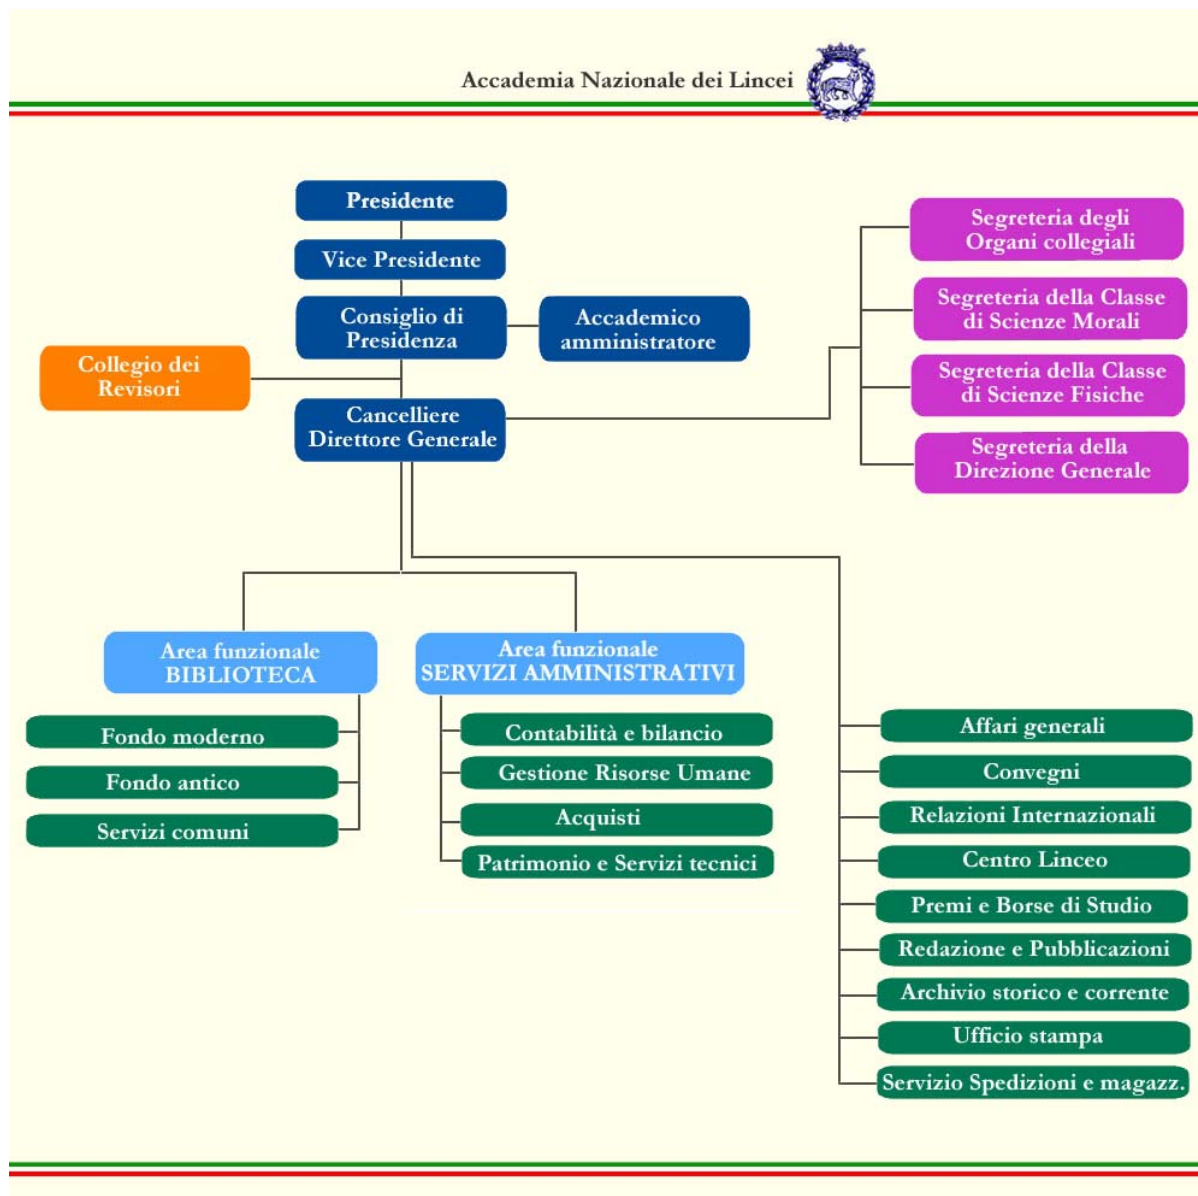 Accademia Nazionale dei Lincei
Presidente
Vice Presidente
Consiglio di
Presidenza
Accademico
amministratore
Collegio dei
Revisori
Cancelliere
Direttore Generale
Segreteria degli
Organi collegiali
Segreteria della Classe
di Scienze Morali
Segreteria della Classe
di Scienze Fisiche
Segreteria della
Direzione Generale
Area funzionale
BIBLIOTECA
Fondo moderno
Fondo antico
Servizi comuni
Area funzionale
SERVIZI AMMINISTRATIVI
Contabilità e bilancio
Gestione Risorse Umane
Acquisti
Patrimonio e Servizi tecnici
Affari generali
Convegni
Relazioni Internazionali
Centro Linceo
Premi e Borse di Studio
Redazione e Pubblicazioni
Archivio storico e corrente
Ufficio stampa
Servizio Spedizioni e magazz.